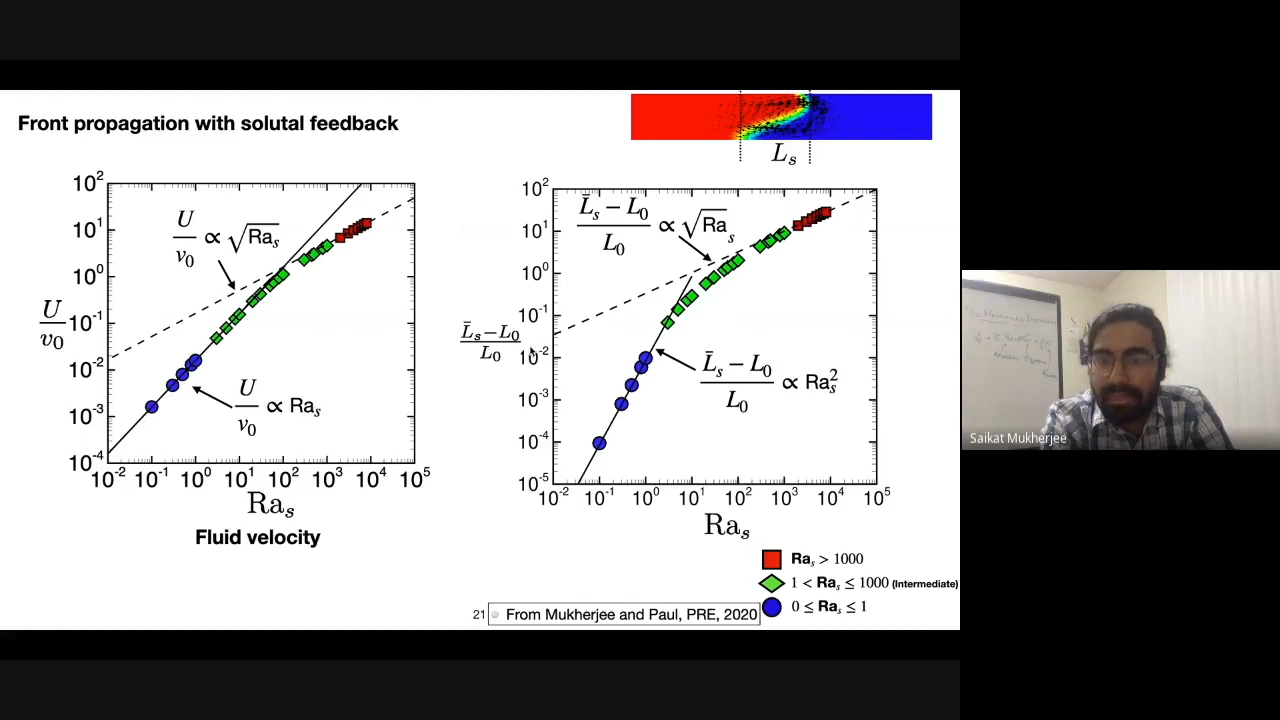 Front propagation with solutal feedback
L_s
10^2
10^1
10^0
10^-1
10^-2
10^-3
10^-4
U/v_0
U/v_0 ∝ √Ra_s
U/v_0 ∝ Ra_s
10^-2 10^-1 10^0 10^1 10^2 10^3 10^4 10^5
Ra_s
Fluid velocity
10^2
10^1
10^0
10^-1
10^-2
10^-3
10^-4
10^-5
(L̄_s − L_0)/L_0
(L̄_s − L_0)/L_0 ∝ √Ra_s
(L̄_s − L_0)/L_0 ∝ Ra_s^2
10^-2 10^-1 10^0 10^1 10^2 10^3 10^4 10^5
Ra_s
Ra_s > 1000
1 < Ra_s ≤ 1000 (Intermediate)
0 ≤ Ra_s ≤ 1
21
From Mukherjee and Paul, PRE, 2020
Saikat Mukherjee